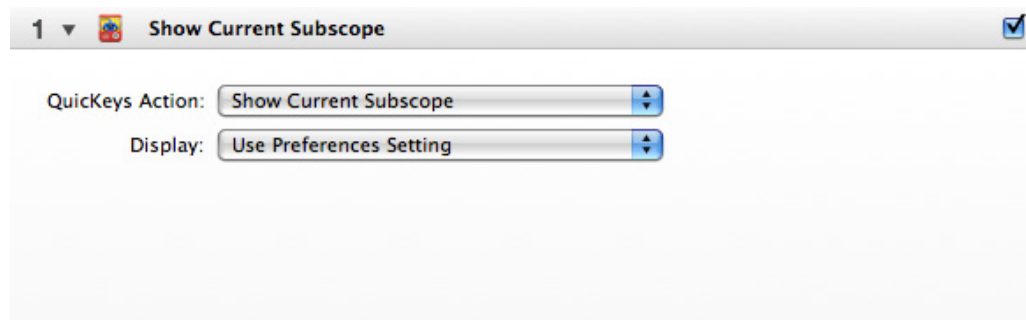 1 Show Current Subscope
QuicKeys Action: Show Current Subscope
Display: Use Preferences Setting